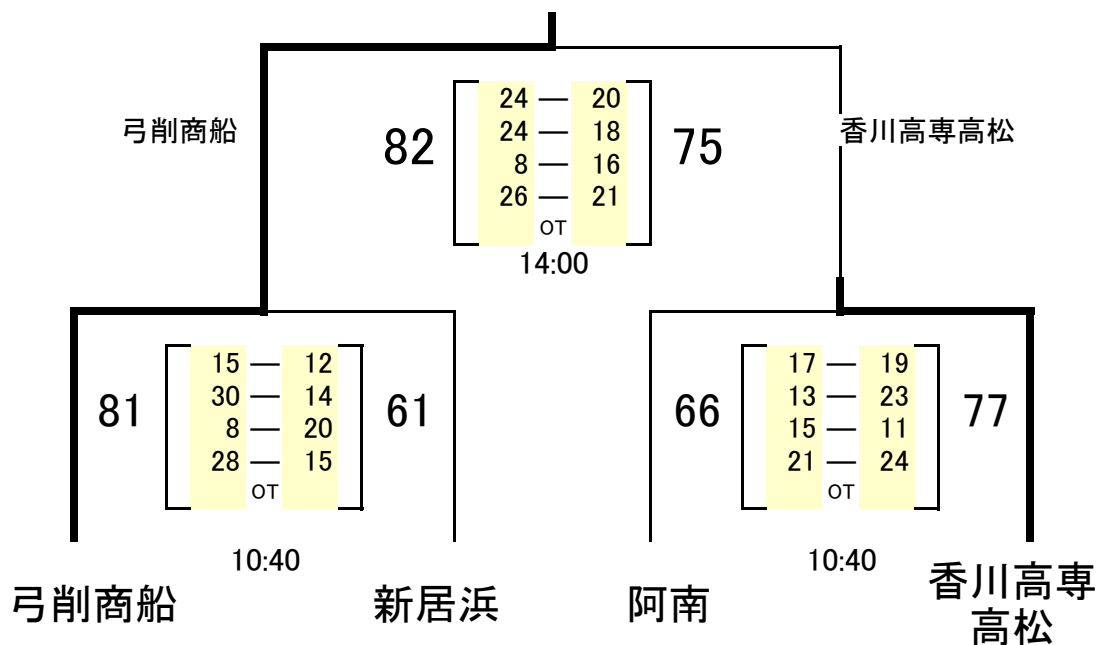 弓削商船
82
24 — 20
24 — 18
8 — 16
26 — 21
OT
75
香川高専高松
14:00
81
15 — 12
30 — 14
8 — 20
28 — 15
OT
61
66
17 — 19
13 — 23
15 — 11
21 — 24
OT
77
10:40
10:40
弓削商船
新居浜
阿南
香川高専
高松